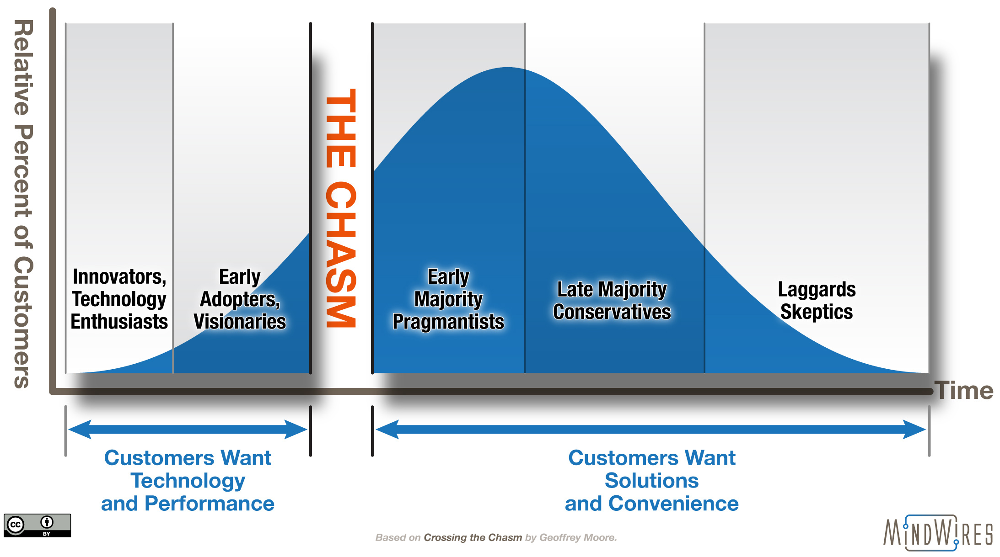 Relative Percent of Customers
THE CHASM
Innovators,
Technology
Enthusiasts
Early
Adopters,
Visionaries
Early
Majority
Pragmantists
Late Majority
Conservatives
Laggards
Skeptics
Time
Customers Want
Technology
and Performance
Customers Want
Solutions
and Convenience
cc
BY
Based on Crossing the Chasm by Geoffrey Moore.
MINDWIRES